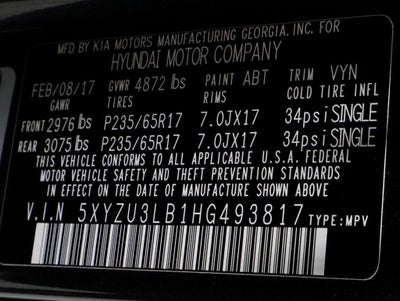 MFD.BY KIA MOTORS MANUFACTURING GEORGIA.INC.FOR
HYUNDAI MOTOR COMPANY
FEB/08/17 GVWR 4872 lbs PAINT ABT TRIM VYN
GAWR TIRES RIMS COLD TIRE INFL
FRONT 2976 lbs P235/65R17 7.0JX17 34psi SINGLE
REAR 3075 lbs P235/65R17 7.0JX17 34psi SINGLE
THIS VEHICLE CONFORMS TO ALL APPLICABLE U.S.A. FEDERAL
MOTOR VEHICLE SAFETY AND THEFT PREVENTION STANDARDS
IN EFFECT ON THE DATE OF MANUFACTURE SHOWN ABOVE.
V.I.N 5XYZU3LB1HG493817 TYPE:MPV